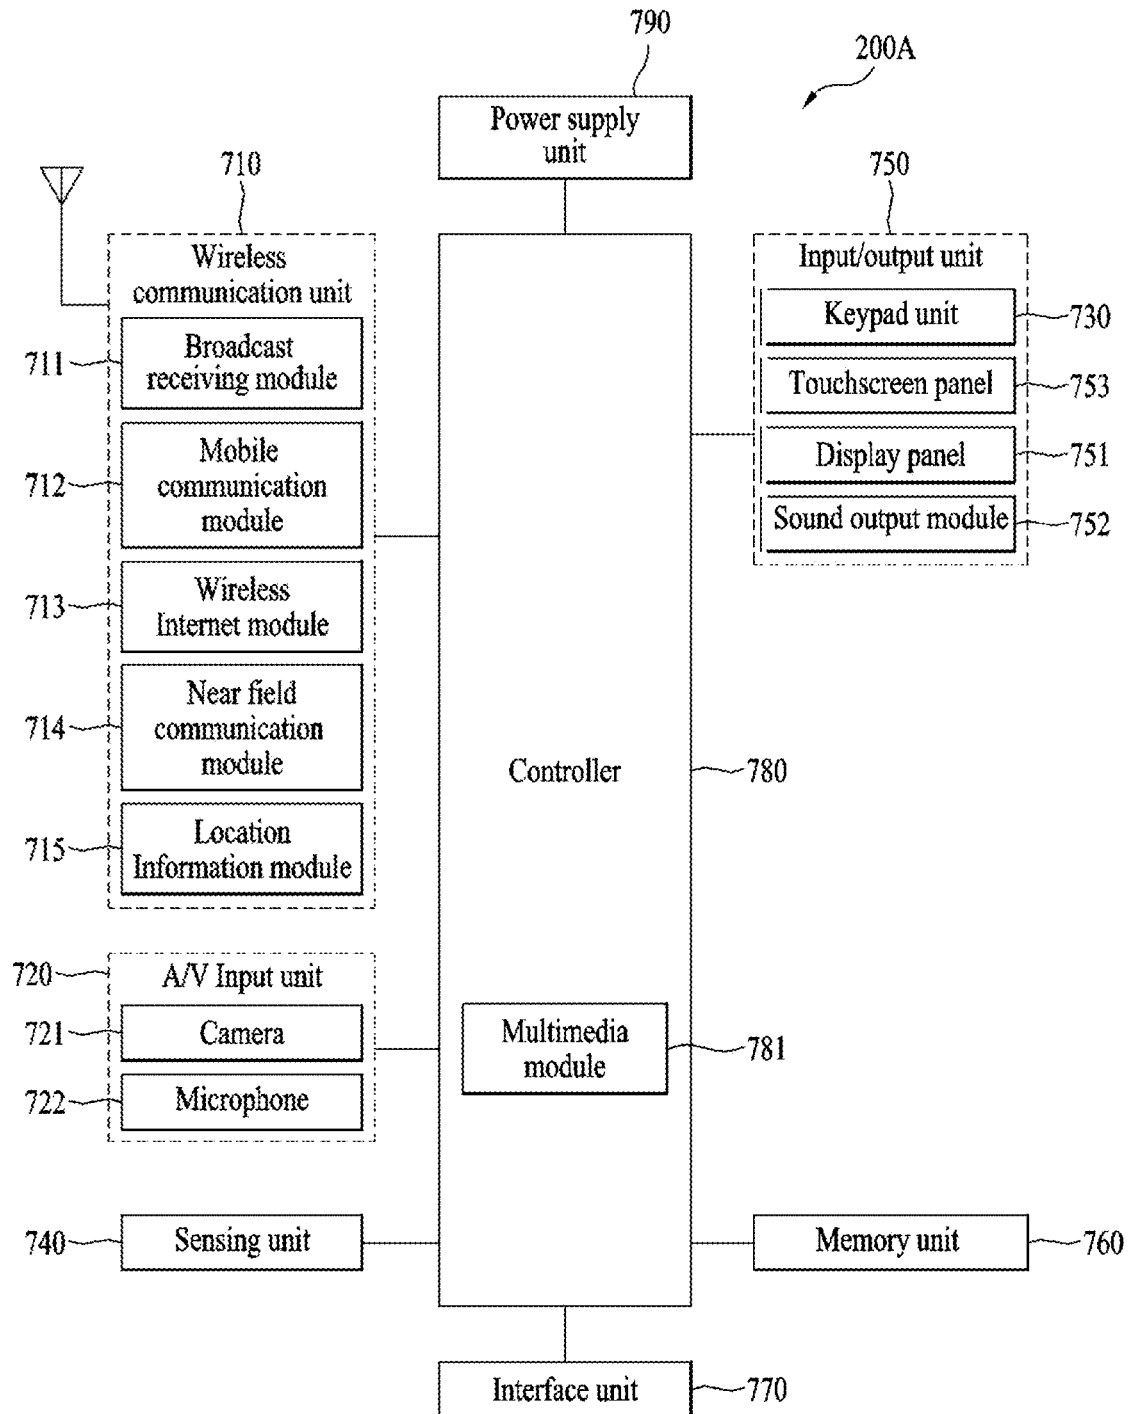 790
200A
Power supply
unit
710
750
Wireless
communication unit
Input/output unit
Keypad unit
730
711
Broadcast
receiving module
Touchscreen panel
753
712
Mobile
communication
module
Display panel
751
Sound output module
752
713
Wireless
Internet module
714
Near field
communication
module
Controller
780
715
Location
Information module
720
A/V Input unit
721
Camera
Multimedia
module
781
722
Microphone
740
Sensing unit
Memory unit
760
Interface unit
770